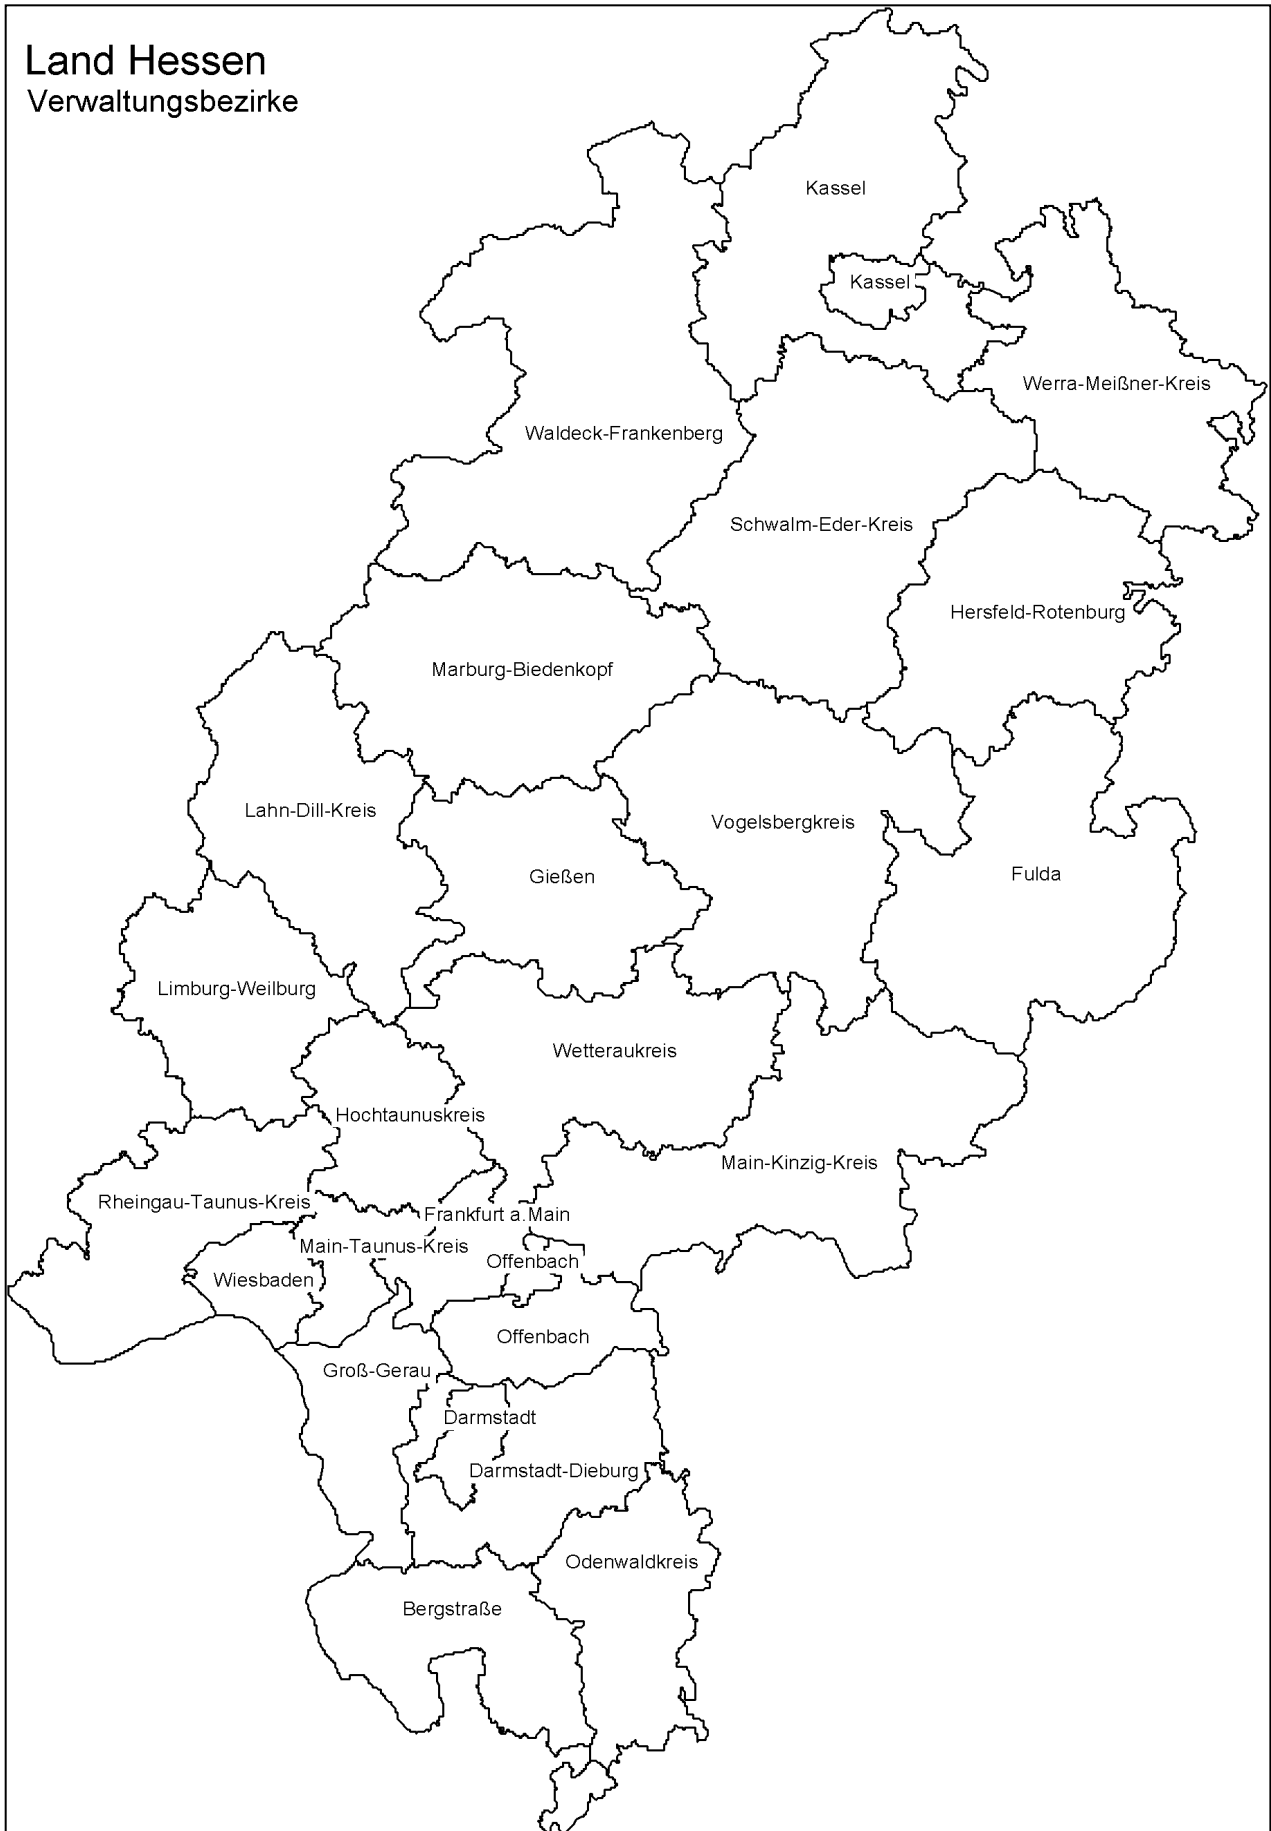 Land Hessen
Verwaltungsbezirke
Kassel
Kassel
Werra-Meißner-Kreis
Waldeck-Frankenberg
Schwalm-Eder-Kreis
Hersfeld-Rotenburg
Marburg-Biedenkopf
Lahn-Dill-Kreis
Vogelsbergkreis
Gießen
Fulda
Limburg-Weilburg
Wetteraukreis
Hochtaunuskreis
Main-Kinzig-Kreis
Rheingau-Taunus-Kreis
Frankfurt a.Main
Main-Taunus-Kreis
Offenbach
Wiesbaden
Offenbach
Groß-Gerau
Darmstadt
Darmstadt-Dieburg
Odenwaldkreis
Bergstraße